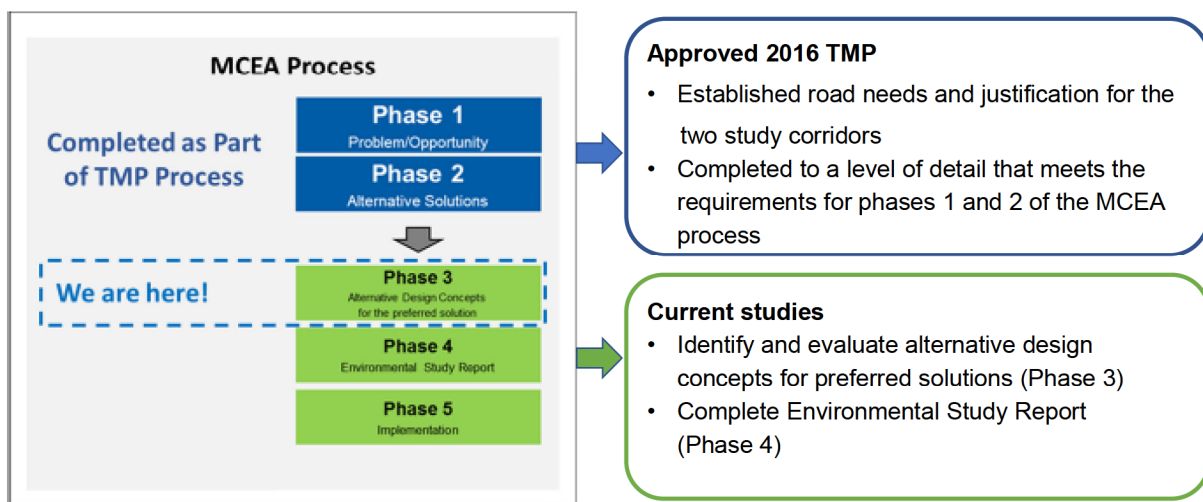 MCEA Process
Completed as Part
of TMP Process
Phase 1
Problem/Opportunity
Phase 2
Alternative Solutions
We are here!
Phase 3
Alternative Design Concepts
for the preferred solution
Phase 4
Environmental Study Report
Phase 5
Implementation
Approved 2016 TMP
• Established road needs and justification for the
two study corridors
• Completed to a level of detail that meets the
requirements for phases 1 and 2 of the MCEA
process
Current studies
• Identify and evaluate alternative design
concepts for preferred solutions (Phase 3)
• Complete Environmental Study Report
(Phase 4)